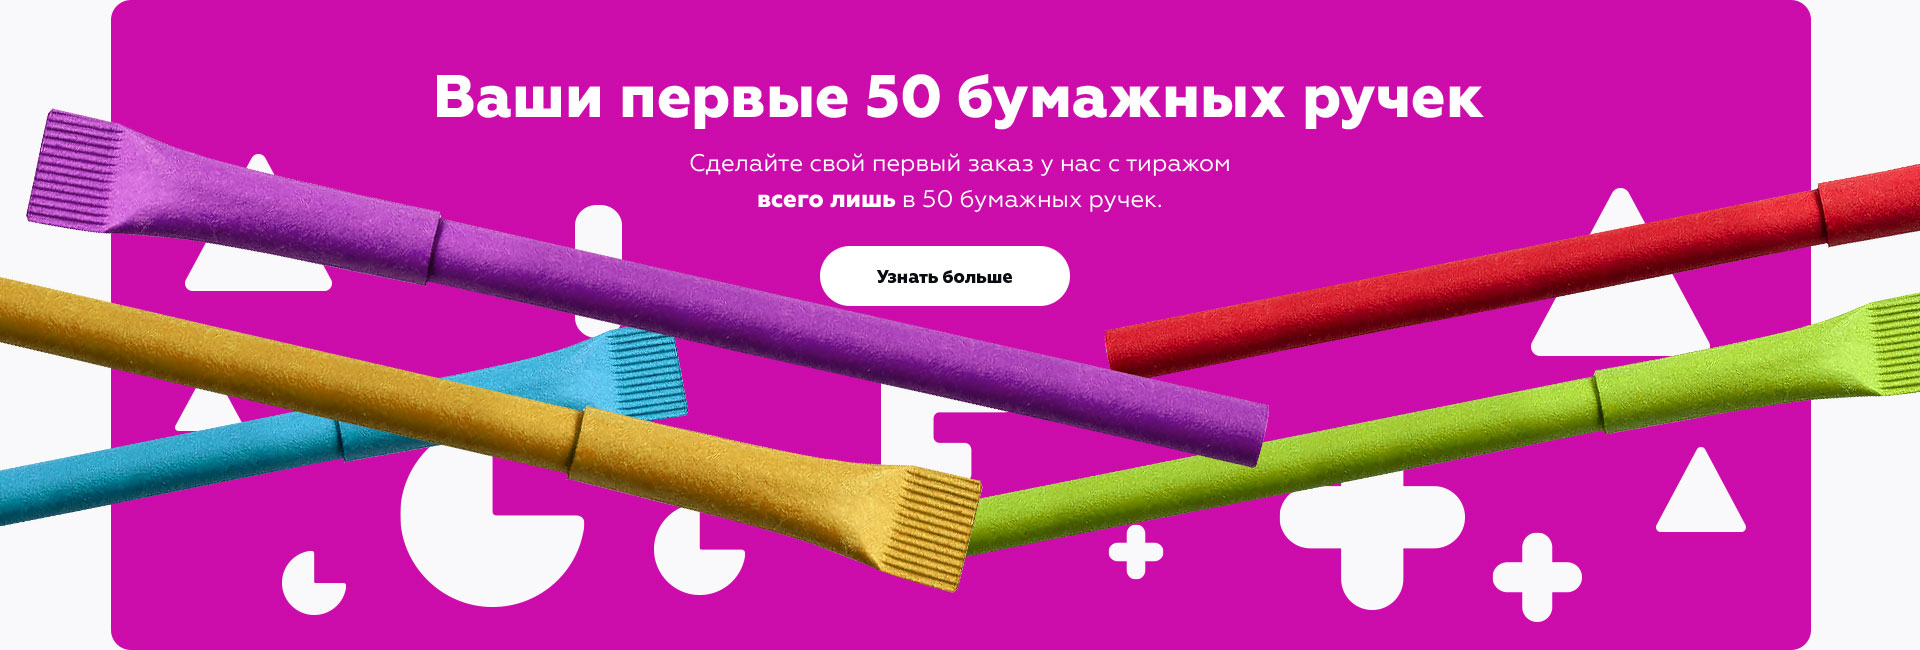 Ваши первые 50 бумажных ручек
Сделайте свой первый заказ у нас с тиражом
всего лишь в 50 бумажных ручек.
Узнать больше